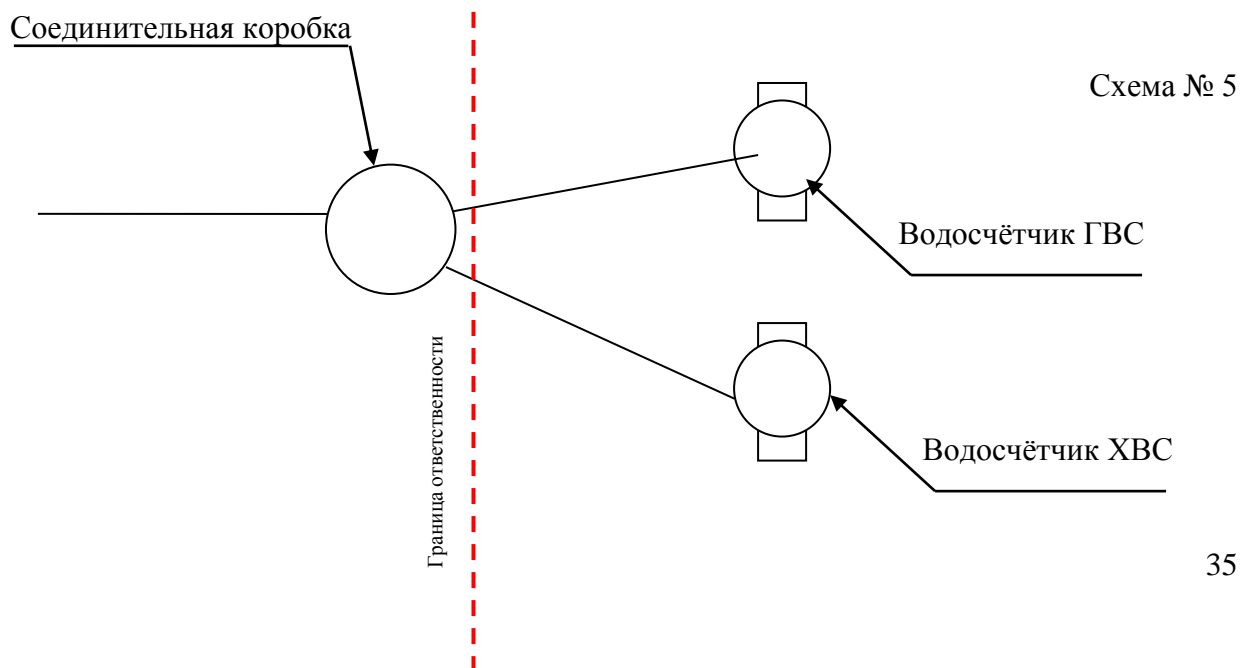 Соединительная коробка
Схема № 5
Водосчётчик ГВС
Граница ответственности
Водосчётчик ХВС
35